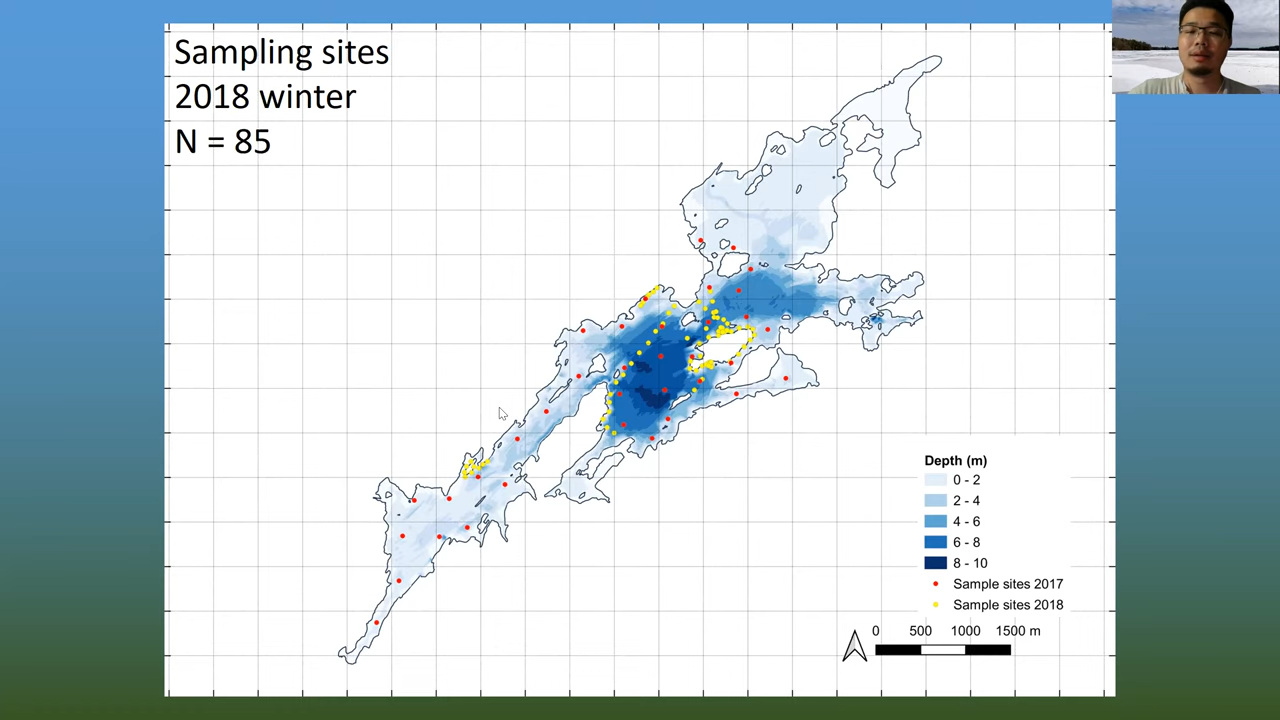 Sampling sites
2018 winter
N = 85
Depth (m)
0 - 2
2 - 4
4 - 6
6 - 8
8 - 10
Sample sites 2017
Sample sites 2018
0 500 1000 1500 m